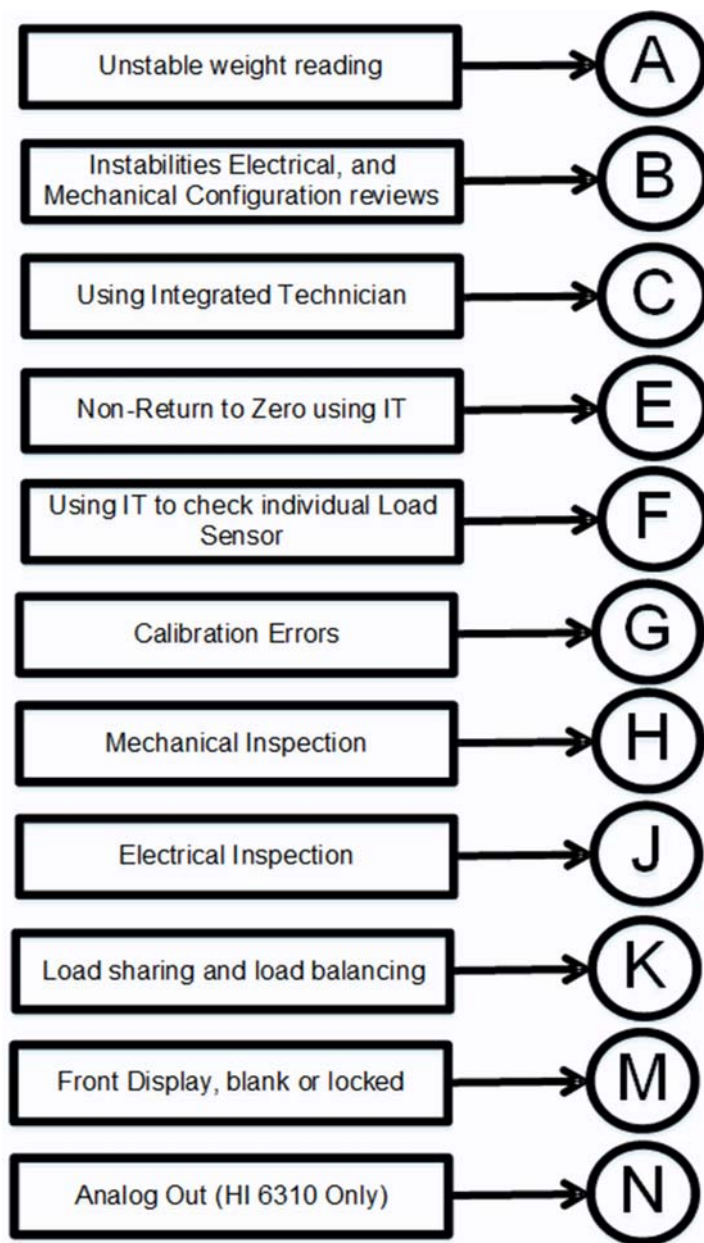 Unstable weight reading
A
Instabilities Electrical, and
Mechanical Configuration reviews
B
Using Integrated Technician
C
Non-Return to Zero using IT
E
Using IT to check individual Load
Sensor
F
Calibration Errors
G
Mechanical Inspection
H
Electrical Inspection
J
Load sharing and load balancing
K
Front Display, blank or locked
M
Analog Out (HI 6310 Only)
N